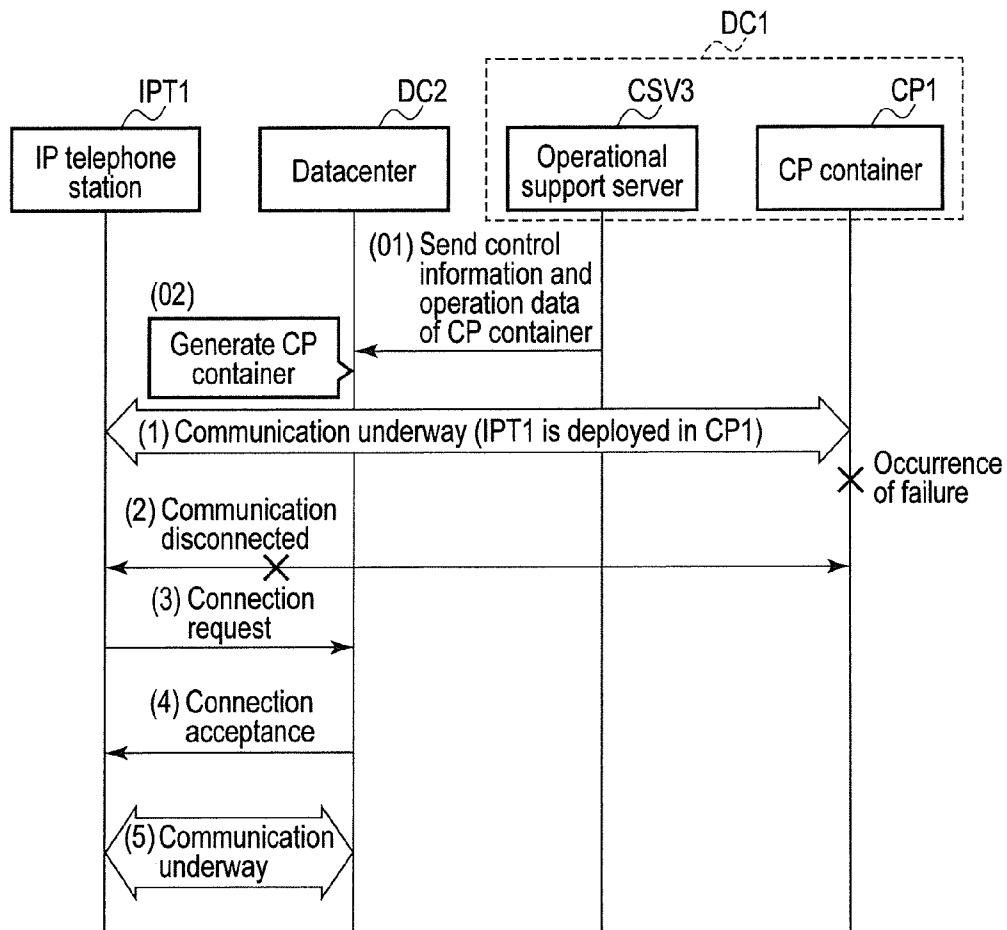 DC1
IPT1
DC2
CSV3
CP1
IP telephone
station
Datacenter
Operational
support server
CP container
(01) Send control
information and
operation data
of CP container
(02)
Generate CP
container
(1) Communication underway (IPT1 is deployed in CP1)
Occurrence
of failure
(2) Communication
disconnected
(3) Connection
request
(4) Connection
acceptance
(5) Communication
underway